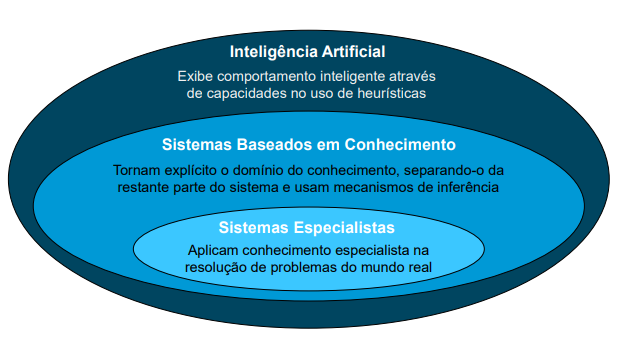 Inteligência Artificial
Exibe comportamento inteligente através
de capacidades no uso de heurísticas
Sistemas Baseados em Conhecimento
Tornam explícito o domínio do conhecimento, separando-o da
restante parte do sistema e usam mecanismos de inferência
Sistemas Especialistas
Aplicam conhecimento especialista na
resolução de problemas do mundo real